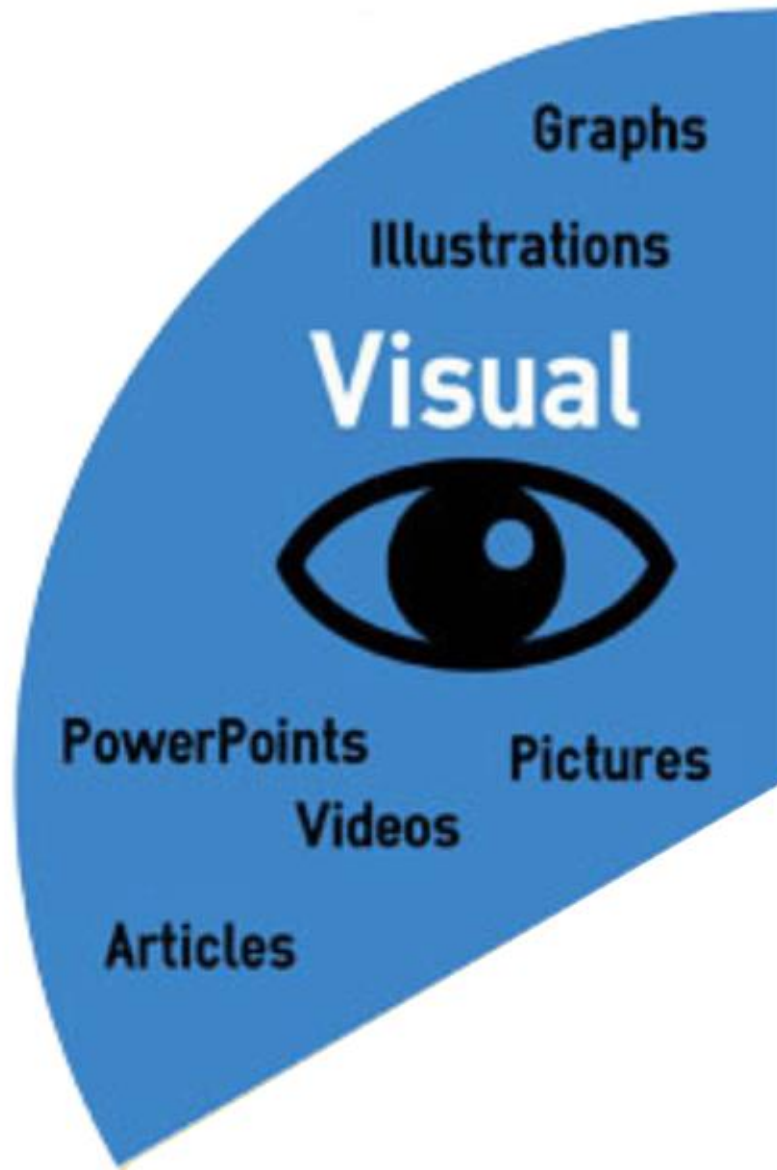 Graphs
Illustrations
Visual
PowerPoints
Pictures
Videos
Articles